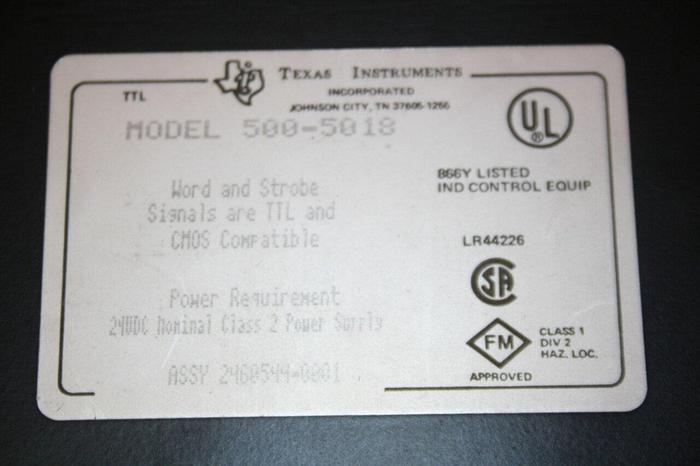 TEXAS INSTRUMENTS
INCORPORATED
JOHNSON CITY, TN 37605-1256
TTL
MODEL 500-5018
UL
®
866Y LISTED
IND CONTROL EQUIP
Word and Strobe
Signals are TTL and
CMOS Compatible
LR44226
SA
Power Requirement
24VDC Nominal Class 2 Power Supply
FM
CLASS 1
DIV 2
HAZ. LOC.
APPROVED
ASSY 2460544-0001